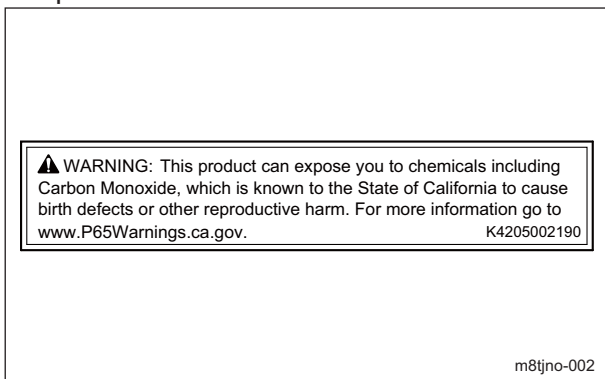 WARNING: This product can expose you to chemicals including
Carbon Monoxide, which is known to the State of California to cause
birth defects or other reproductive harm. For more information go to
www.P65Warnings.ca.gov. K4205002190
m8tjno-002